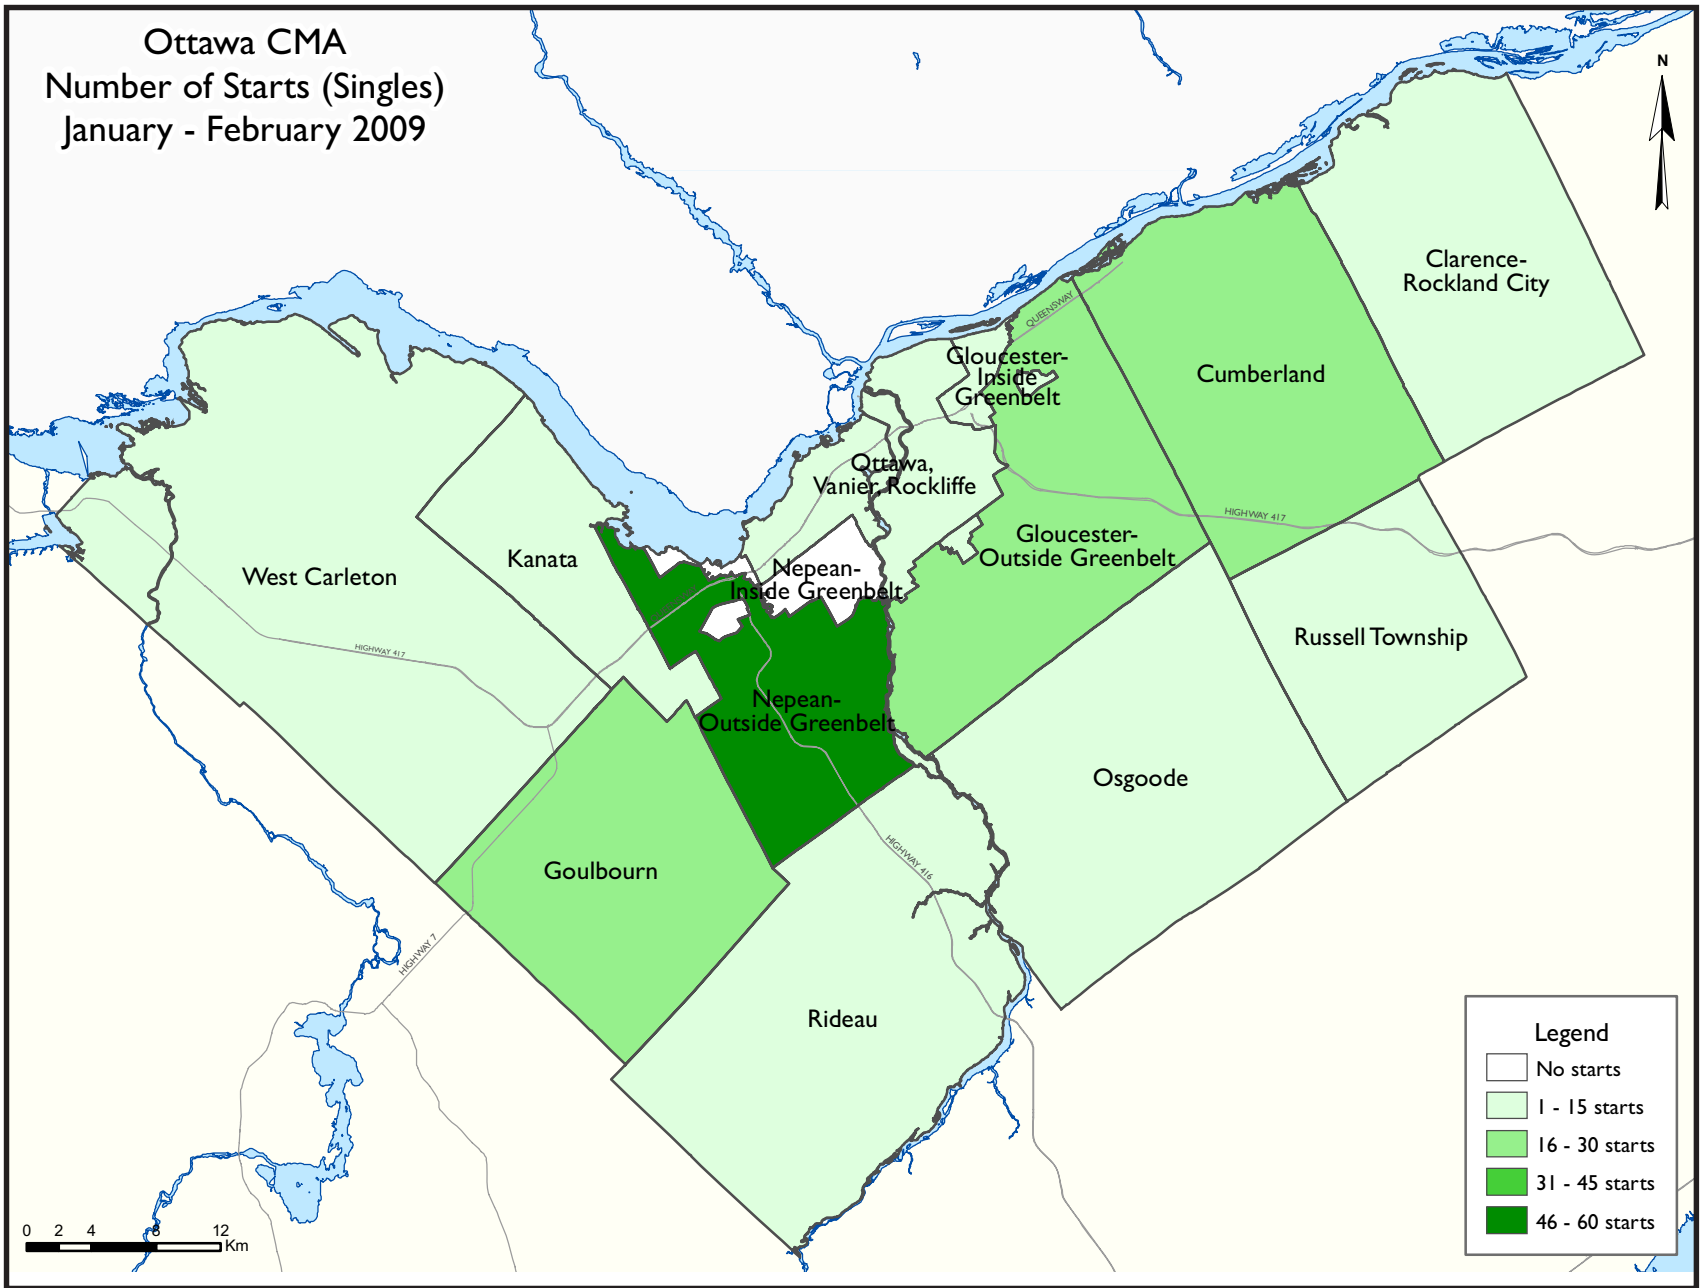 Ottawa CMA
Number of Starts (Singles)
January - February 2009
N
Clarence-
Rockland City
QUEENSWAY
Gloucester-
Inside
Greenbelt
Cumberland
Ottawa,
Vanier, Rockliffe
HIGHWAY 417
Gloucester-
Outside Greenbelt
Kanata
West Carleton
Nepean-
Inside Greenbelt
Russell Township
HIGHWAY 417
Nepean-
Outside Greenbelt
Osgoode
Goulbourn
HIGHWAY 416
HIGHWAY 7
Rideau
Legend
No starts
1 - 15 starts
16 - 30 starts
31 - 45 starts
46 - 60 starts
0 2 4 8 12
Km